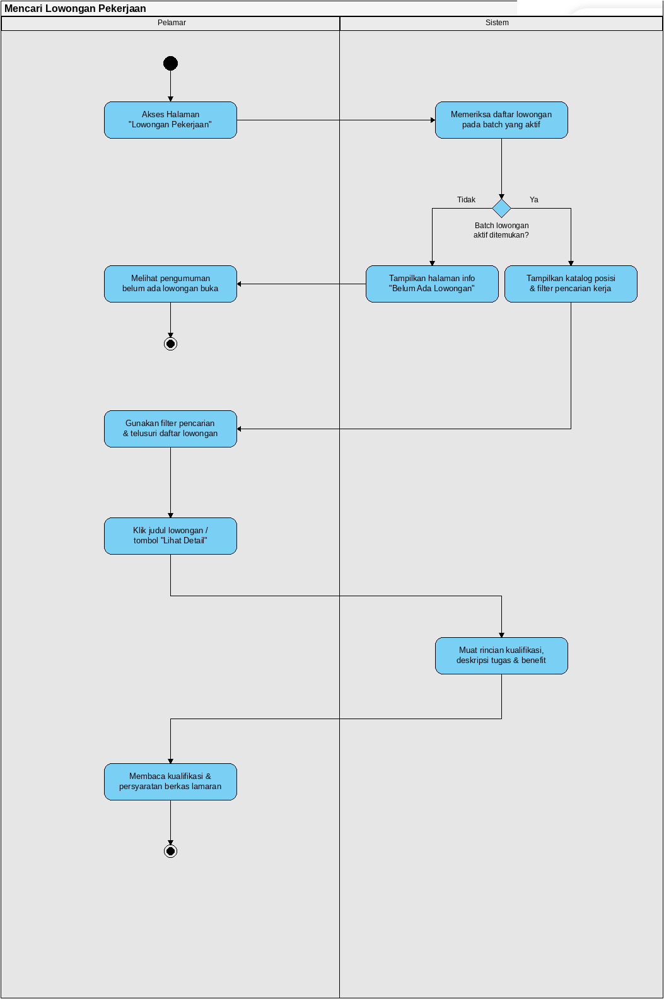 Mencari Lowongan Pekerjaan
Pelamar
Sistem
Akses Halaman
"Lowongan Pekerjaan"
Memeriksa daftar lowongan
pada batch yang aktif
Tidak
Ya
Batch lowongan
aktif ditemukan?
Melihat pengumuman
belum ada lowongan buka
Tampilkan halaman info
"Belum Ada Lowongan"
Tampilkan katalog posisi
& filter pencarian kerja
Gunakan filter pencarian
& telusuri daftar lowongan
Klik judul lowongan /
tombol "Lihat Detail"
Muat rincian kualifikasi,
deskripsi tugas & benefit
Membaca kualifikasi &
persyaratan berkas lamaran